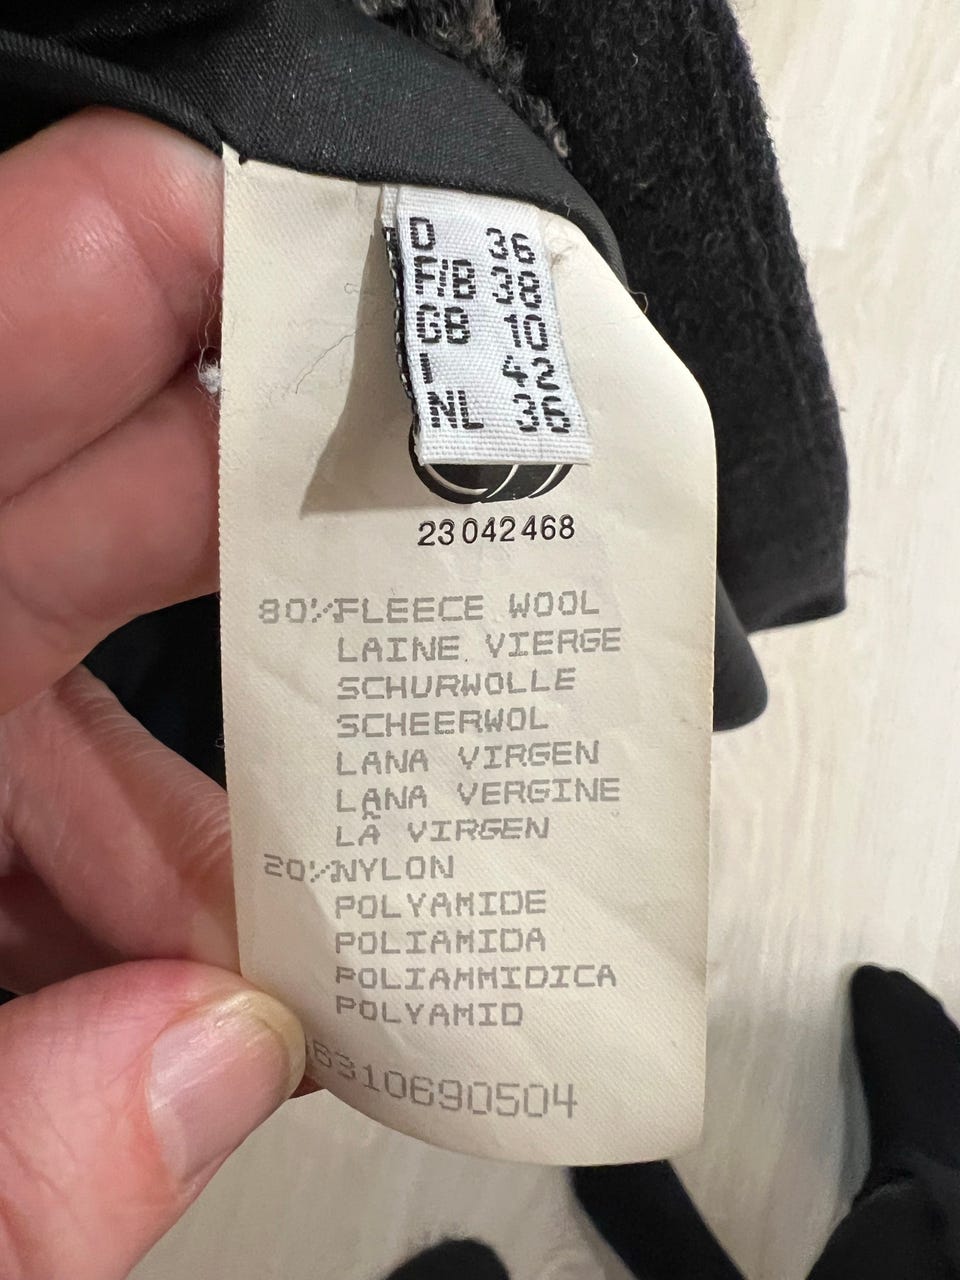 D 36
F/B 38
GB 10
I 42
NL 36
23042468
80% FLEECE WOOL
LAINE VIERGE
SCHURWOLLE
SCHEERWOL
LANA VIRGEN
LANA VERGINE
LÃ VIRGEN
20% NYLON
POLYAMIDE
POLIAMIDA
POLIAMMIDICA
POLYAMID
6310690504